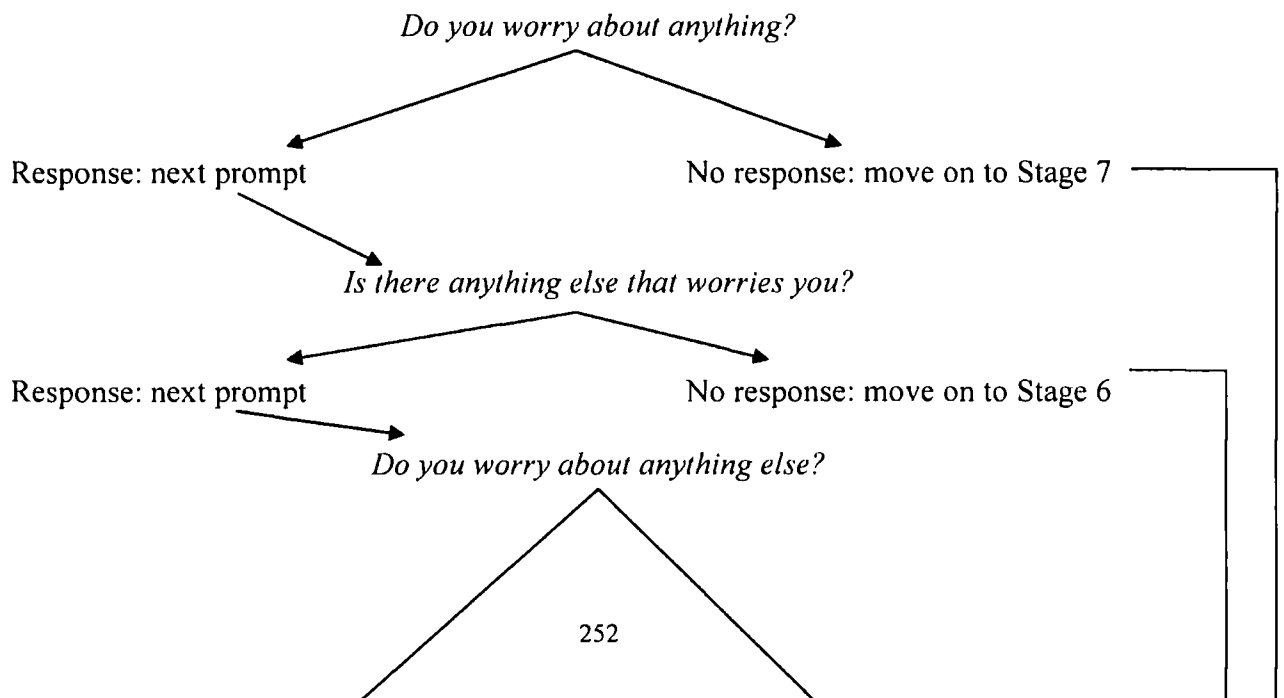 Do you worry about anything?
Response: next prompt
No response: move on to Stage 7
Is there anything else that worries you?
Response: next prompt
No response: move on to Stage 6
Do you worry about anything else?
252